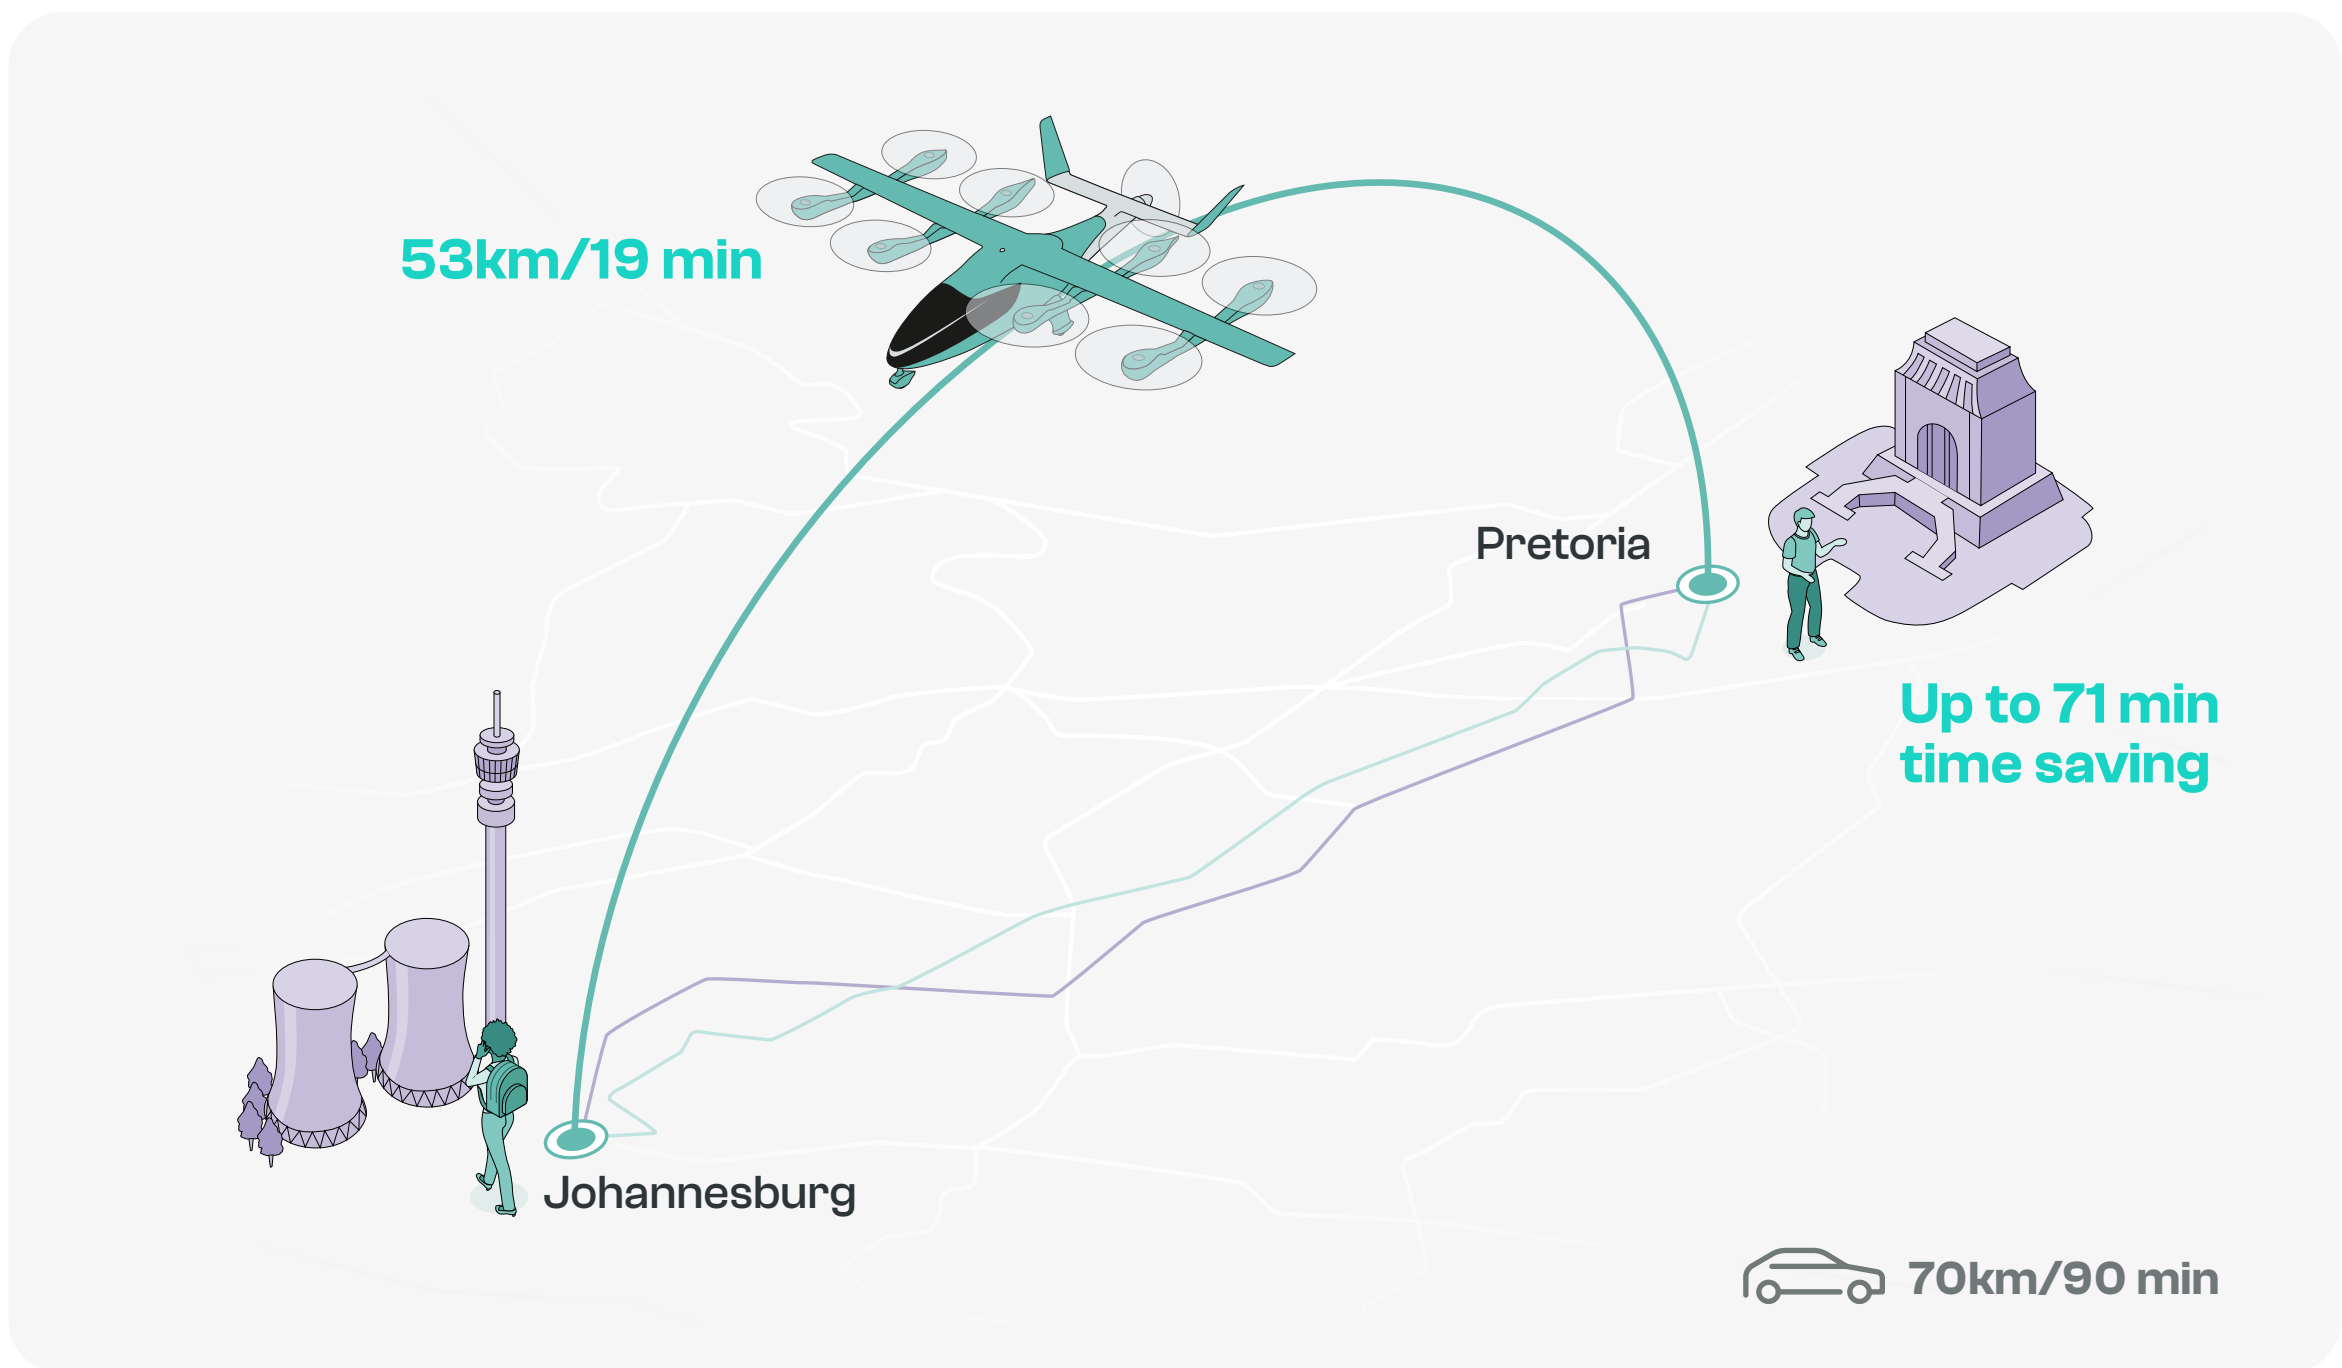 53km/19 min
Pretoria
Up to 71 min
time saving
Johannesburg
70km/90 min